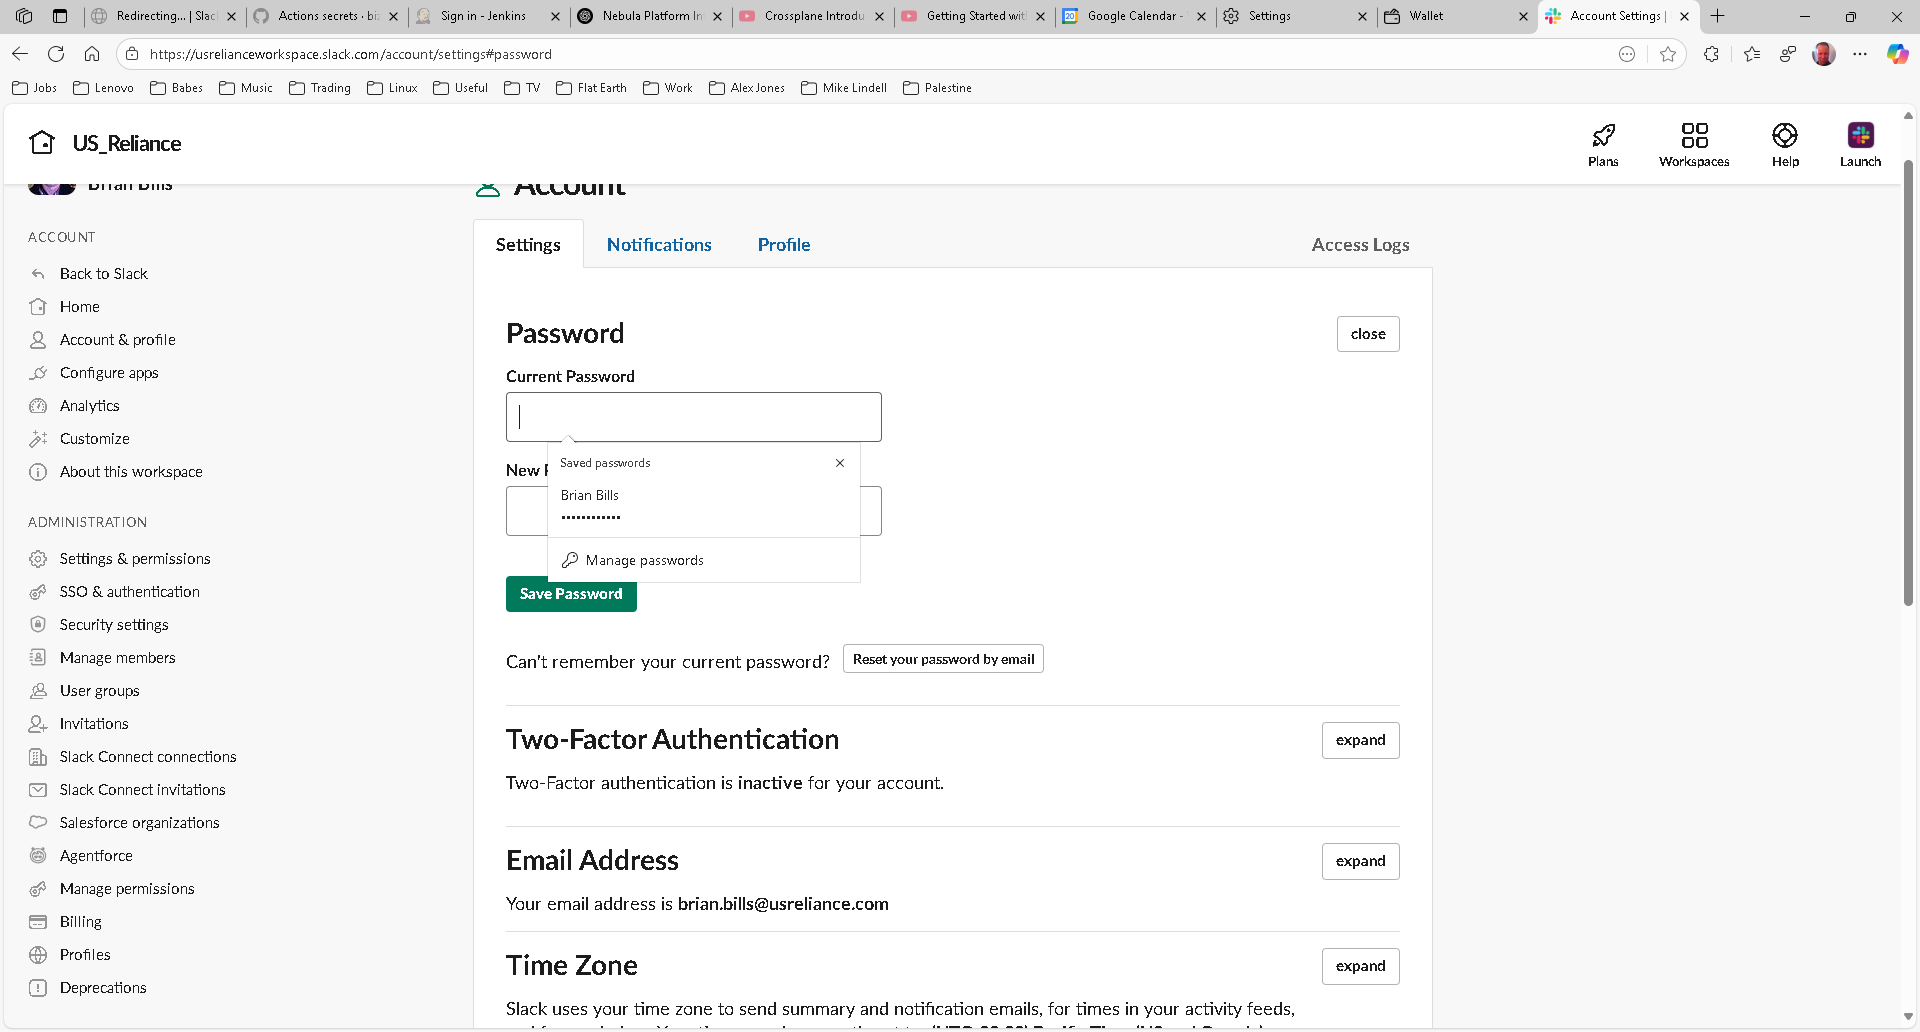 Redirecting... | Slac
Actions secrets · bi
Sign in - Jenkins
Nebula Platform In
Crossplane Introdu
Getting Started wit
Google Calendar -
Settings
Wallet
Account Settings |
https://usrelianceworkspace.slack.com/account/settings#password
Jobs
Lenovo
Babes
Music
Trading
Linux
Useful
TV
Flat Earth
Work
Alex Jones
Mike Lindell
Palestine
US_Reliance
Plans
Workspaces
Help
Launch
Brian Bills
ACCOUNT
Back to Slack
Home
Account & profile
Configure apps
Analytics
Customize
About this workspace
ADMINISTRATION
Settings & permissions
SSO & authentication
Security settings
Manage members
User groups
Invitations
Slack Connect connections
Slack Connect invitations
Salesforce organizations
Agentforce
Manage permissions
Billing
Profiles
Deprecations
Account
Settings
Notifications
Profile
Access Logs
Password
close
Current Password
Saved passwords
New
Brian Bills
••••••••••••
Manage passwords
Save Password
Can't remember your current password?
Reset your password by email
Two-Factor Authentication
expand
Two-Factor authentication is inactive for your account.
Email Address
expand
Your email address is brian.bills@usreliance.com
Time Zone
expand
Slack uses your time zone to send summary and notification emails, for times in your activity feeds,